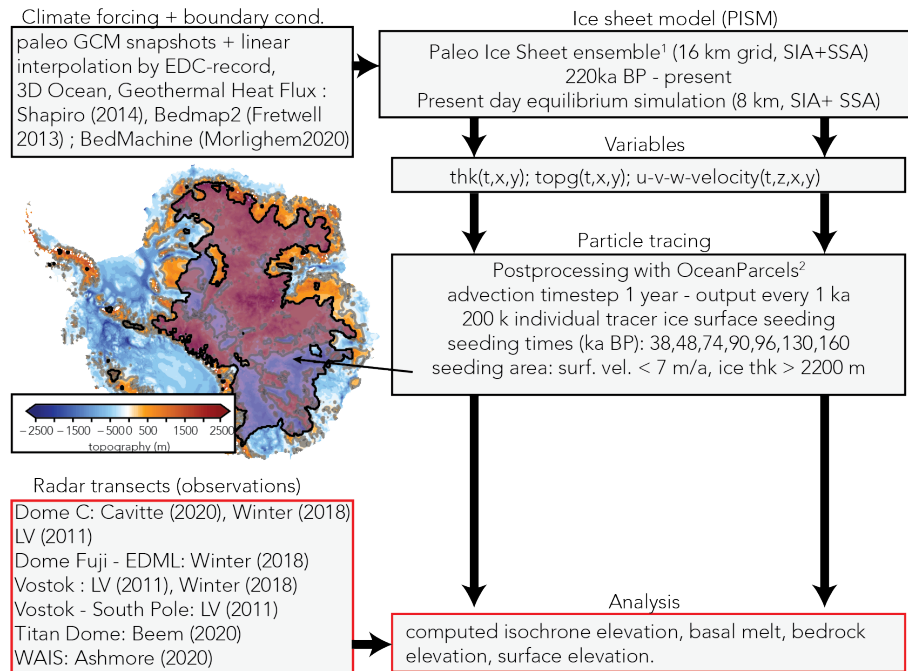 Climate forcing + boundary cond.
paleo GCM snapshots + linear
interpolation by EDC-record,
3D Ocean, Geothermal Heat Flux :
Shapiro (2014), Bedmap2 (Fretwell
2013) ; BedMachine (Morlighem2020)
Ice sheet model (PISM)
Paleo Ice Sheet ensemble¹ (16 km grid, SIA+SSA)
220ka BP - present
Present day equilibrium simulation (8 km, SIA+ SSA)
Variables
thk(t,x,y); topg(t,x,y); u-v-w-velocity(t,z,x,y)
Particle tracing
Postprocessing with OceanParcels²
advection timestep 1 year - output every 1 ka
200 k individual tracer ice surface seeding
seeding times (ka BP): 38,48,74,90,96,130,160
seeding area: surf. vel. < 7 m/a, ice thk > 2200 m
−2500 −1500 −500 500 1500 2500
topography (m)
Radar transects (observations)
Dome C: Cavitte (2020), Winter (2018)
LV (2011)
Dome Fuji - EDML: Winter (2018)
Vostok : LV (2011), Winter (2018)
Vostok - South Pole: LV (2011)
Titan Dome: Beem (2020)
WAIS: Ashmore (2020)
Analysis
computed isochrone elevation, basal melt, bedrock
elevation, surface elevation.